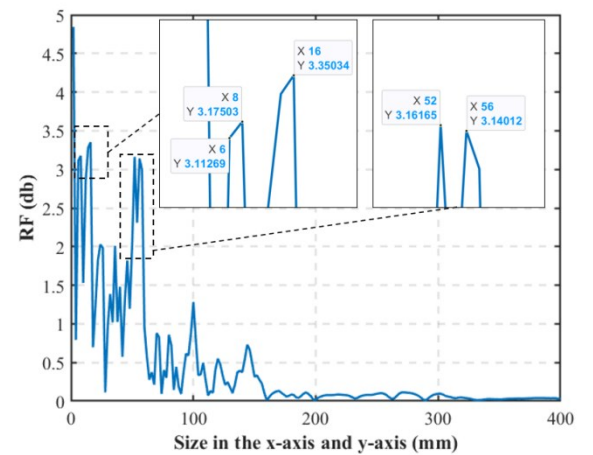 5
4.5
4
3.5
3
2.5
2
1.5
1
0.5
0
RF (db)
X 8
Y 3.17503
X 6
Y 3.11269
X 16
Y 3.35034
X 52
Y 3.16165
X 56
Y 3.14012
0 100 200 300 400
Size in the x-axis and y-axis (mm)